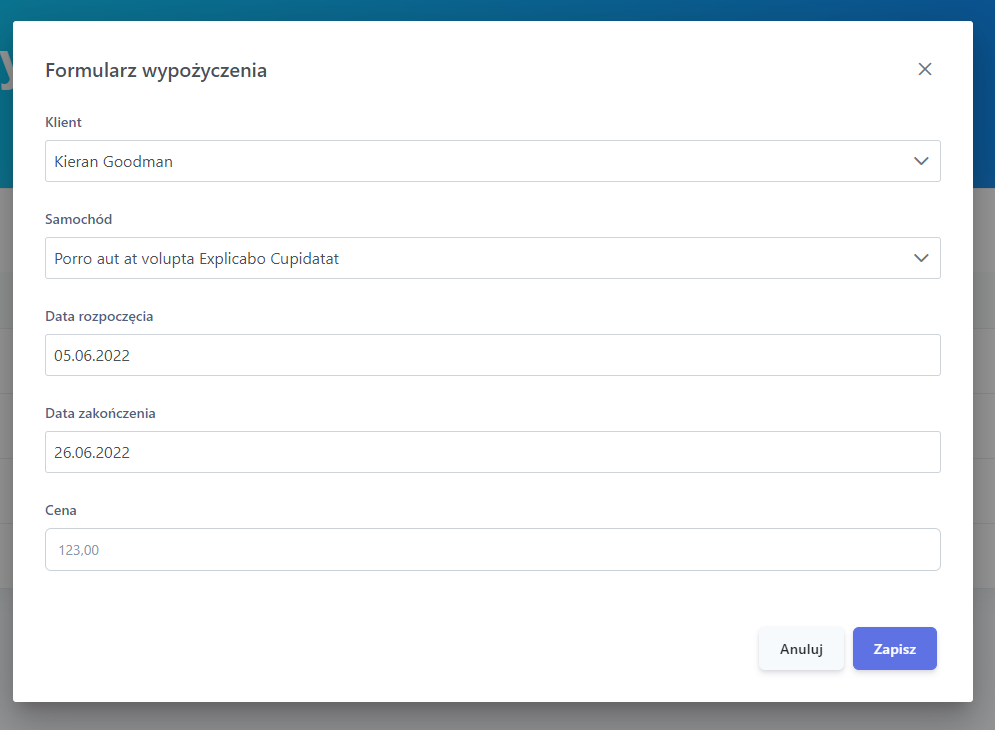 Formularz wypożyczenia
Klient
Kieran Goodman
Samochód
Porro aut at volupta Explicabo Cupidatat
Data rozpoczęcia
05.06.2022
Data zakończenia
26.06.2022
Cena
123,00
Anuluj
Zapisz